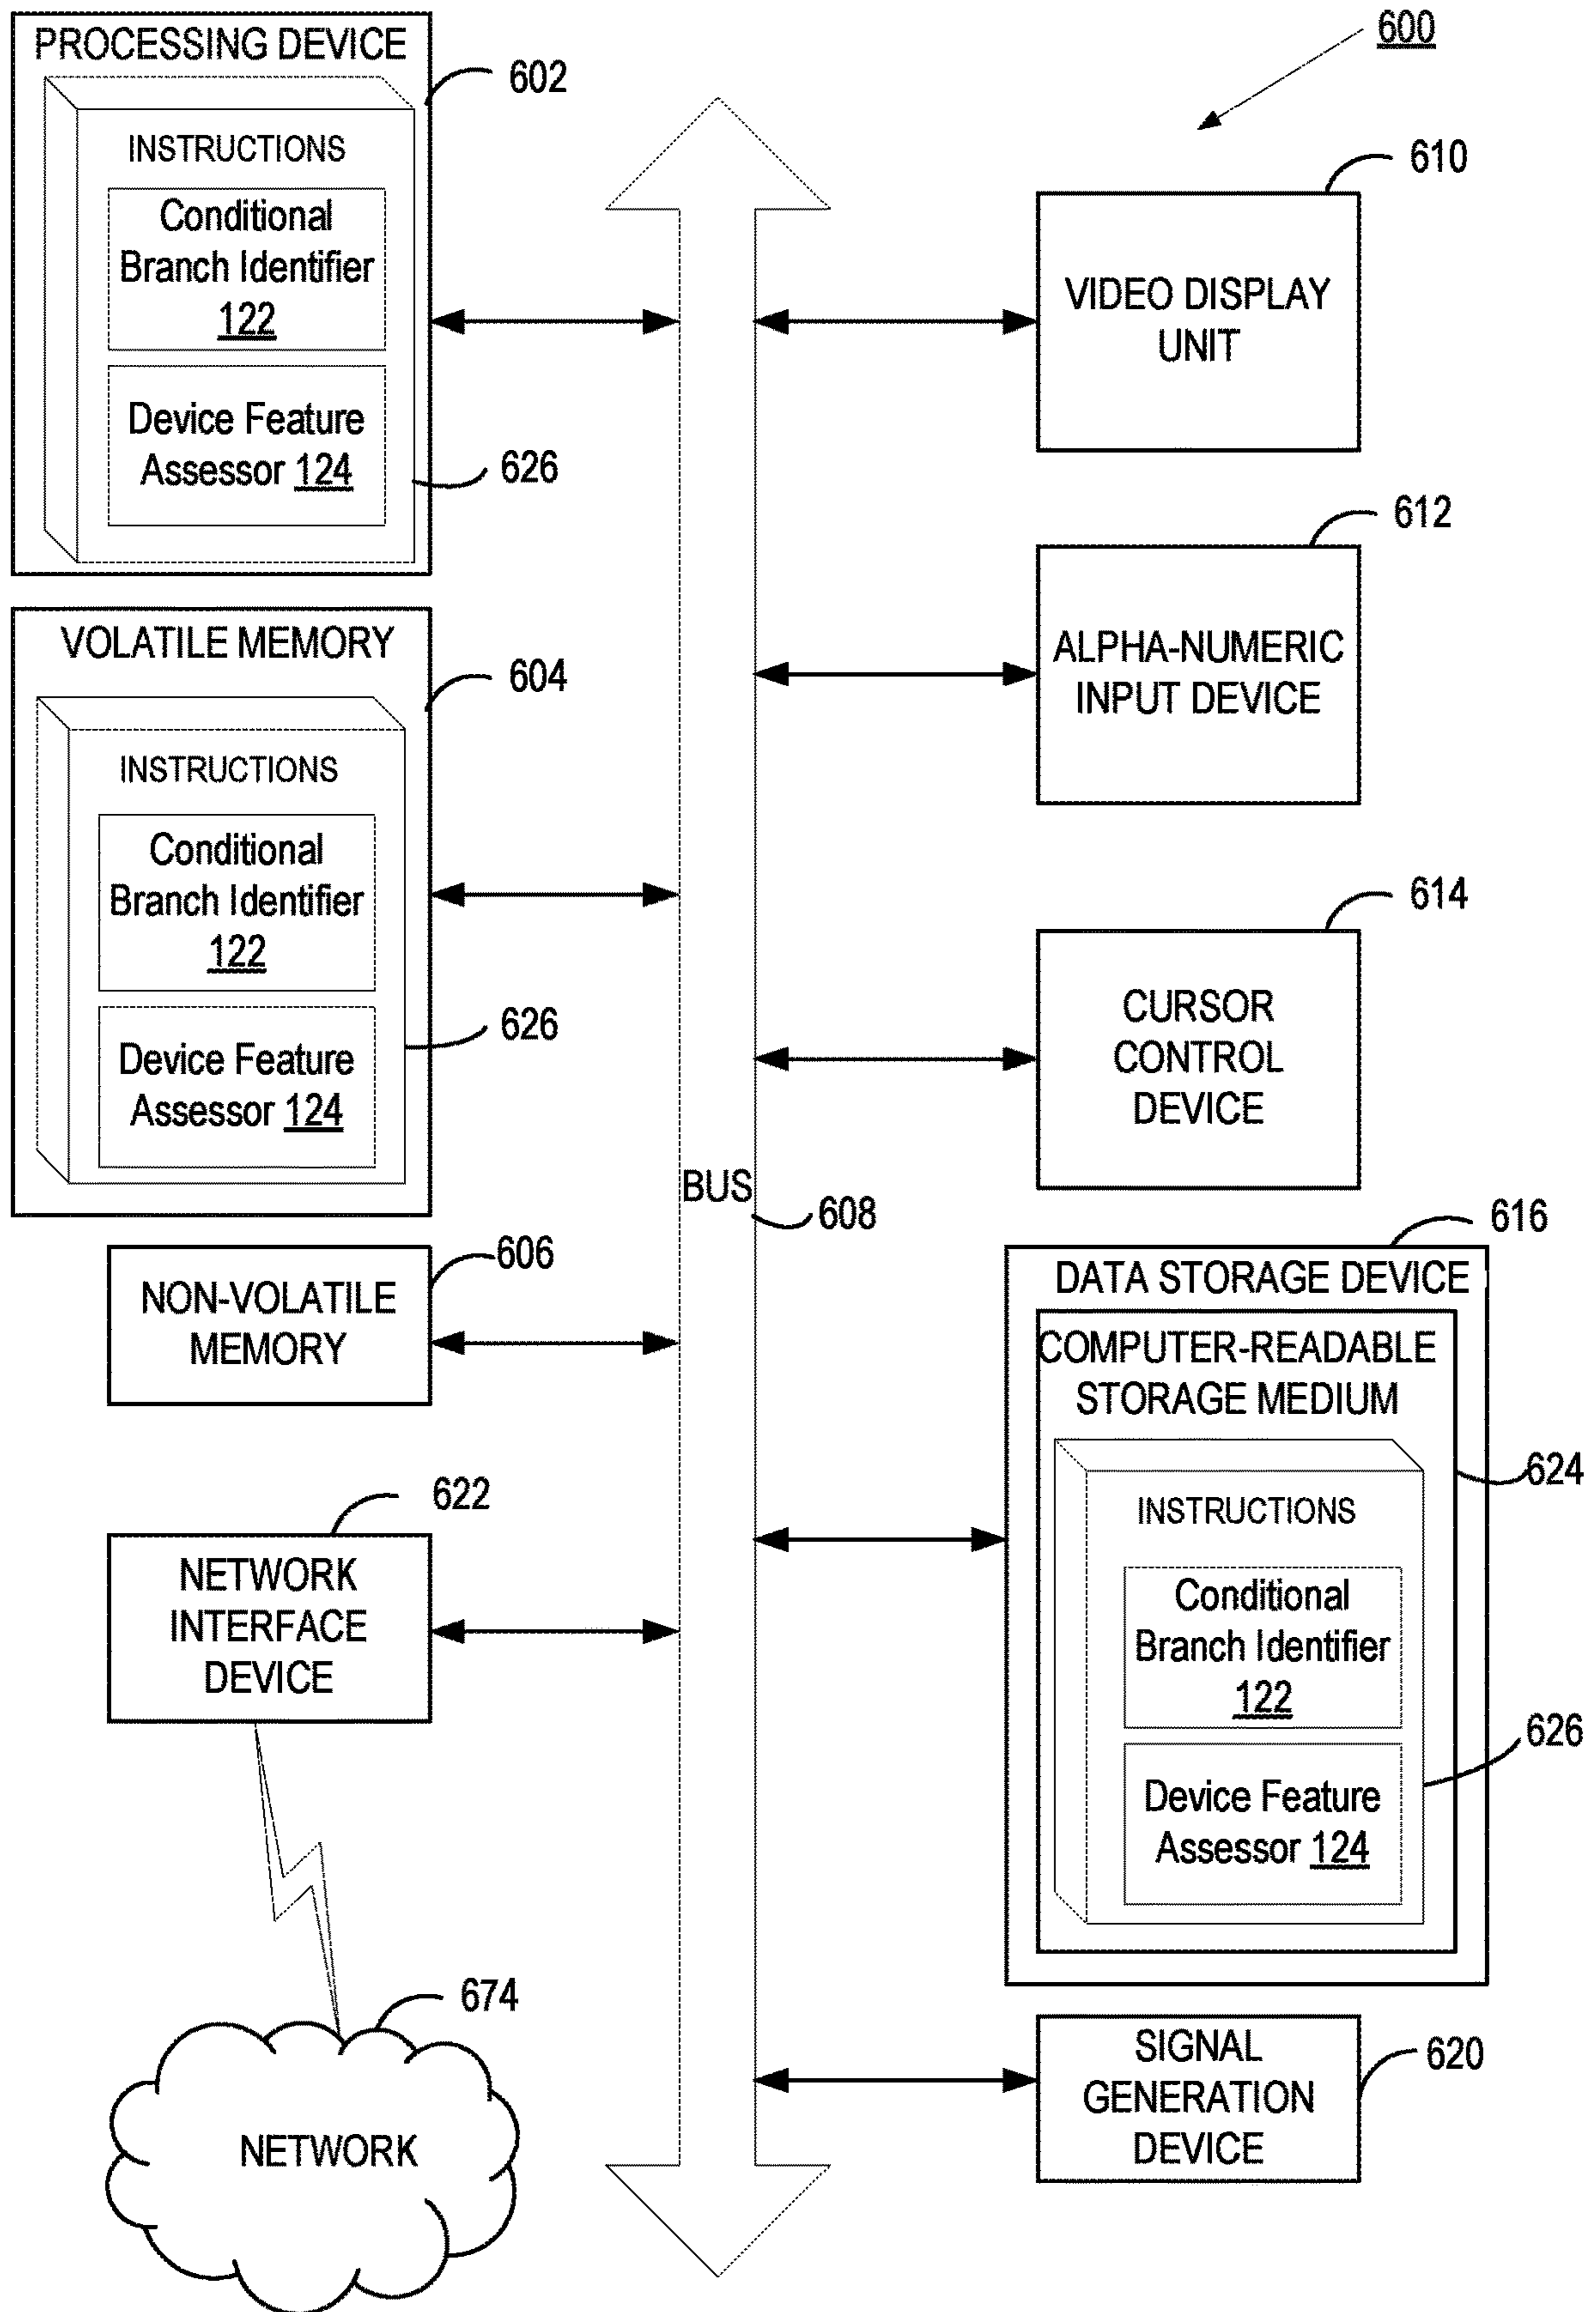 600
PROCESSING DEVICE
602
INSTRUCTIONS
Conditional
Branch Identifier
122
Device Feature
Assessor 124
626
VOLATILE MEMORY
604
INSTRUCTIONS
Conditional
Branch Identifier
122
626
Device Feature
Assessor 124
606
NON-VOLATILE
MEMORY
622
NETWORK
INTERFACE
DEVICE
674
NETWORK
BUS
608
610
VIDEO DISPLAY
UNIT
612
ALPHA-NUMERIC
INPUT DEVICE
614
CURSOR
CONTROL
DEVICE
616
DATA STORAGE DEVICE
COMPUTER-READABLE
STORAGE MEDIUM
624
INSTRUCTIONS
Conditional
Branch Identifier
122
626
Device Feature
Assessor 124
SIGNAL
GENERATION
DEVICE
620